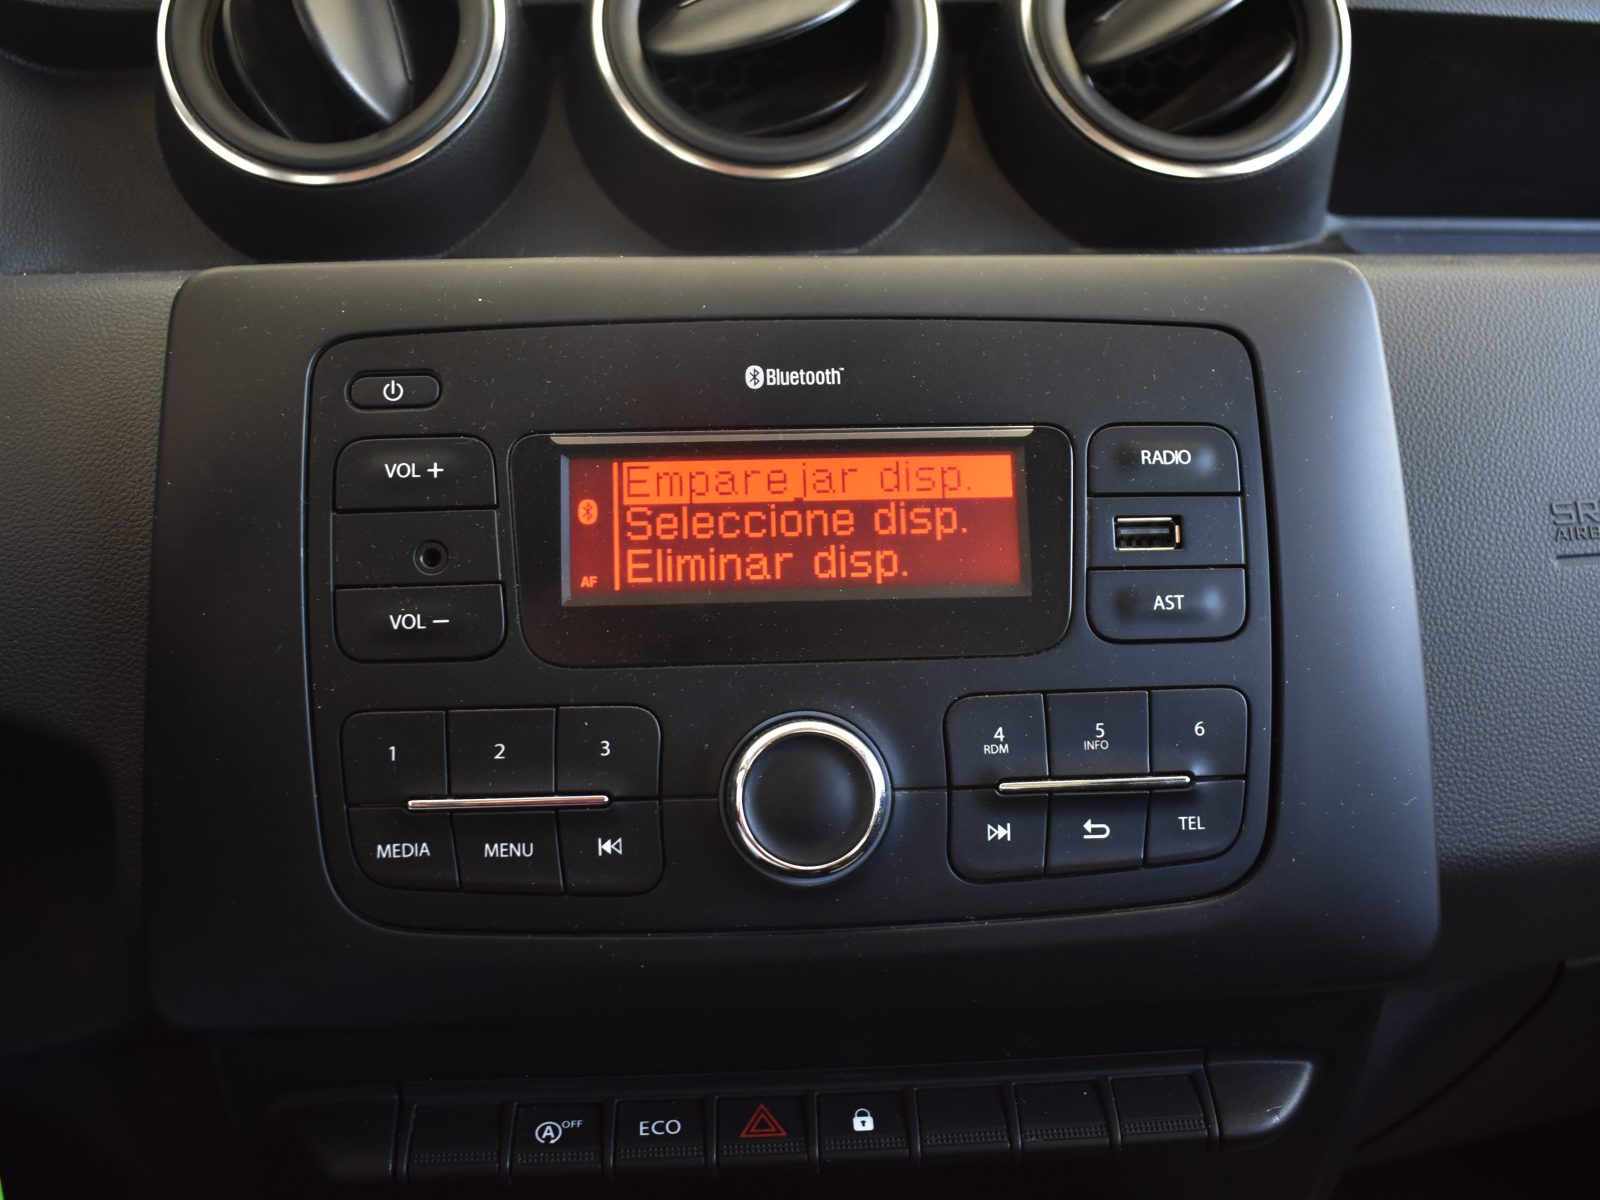 Bluetooth™
VOL +
RADIO
Emparejar disp.
Seleccione disp.
Eliminar disp.
AF
VOL −
AST
1
2
3
4
RDM
5
INFO
6
MEDIA
MENU
TEL
A OFF
ECO